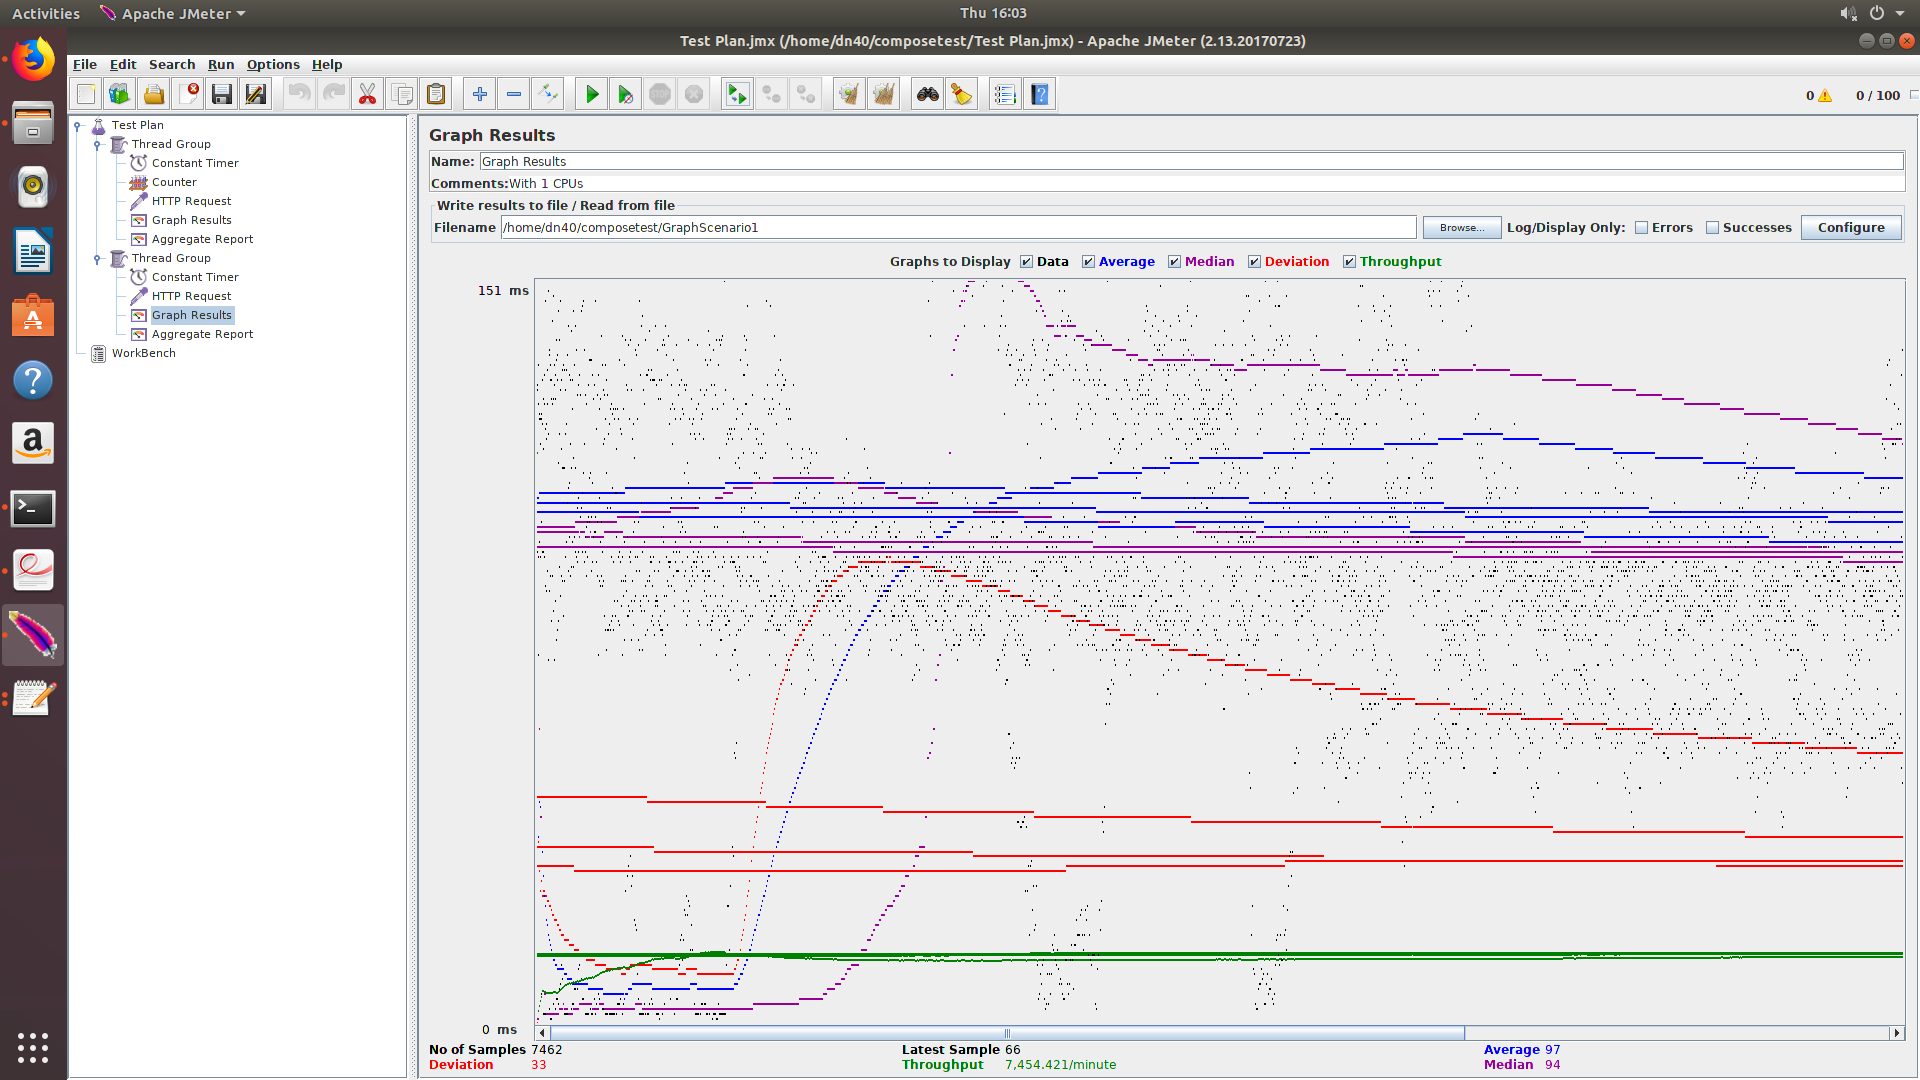 Activities Apache JMeter Thu 16:03
Test Plan.jmx (/home/dn40/composetest/Test Plan.jmx) - Apache JMeter (2.13.20170723)
File Edit Search Run Options Help
0 0 / 100
Test Plan
Thread Group
Constant Timer
Counter
HTTP Request
Graph Results
Aggregate Report
Thread Group
Constant Timer
HTTP Request
Graph Results
Aggregate Report
WorkBench
Graph Results
Name: Graph Results
Comments: With 1 CPUs
Write results to file / Read from file
Filename /home/dn40/composetest/GraphScenario1 Browse... Log/Display Only: Errors Successes Configure
Graphs to Display Data Average Median Deviation Throughput
151 ms
0 ms
No of Samples 7462 Latest Sample 66 Average 97
Deviation 33 Throughput 7,454.421/minute Median 94